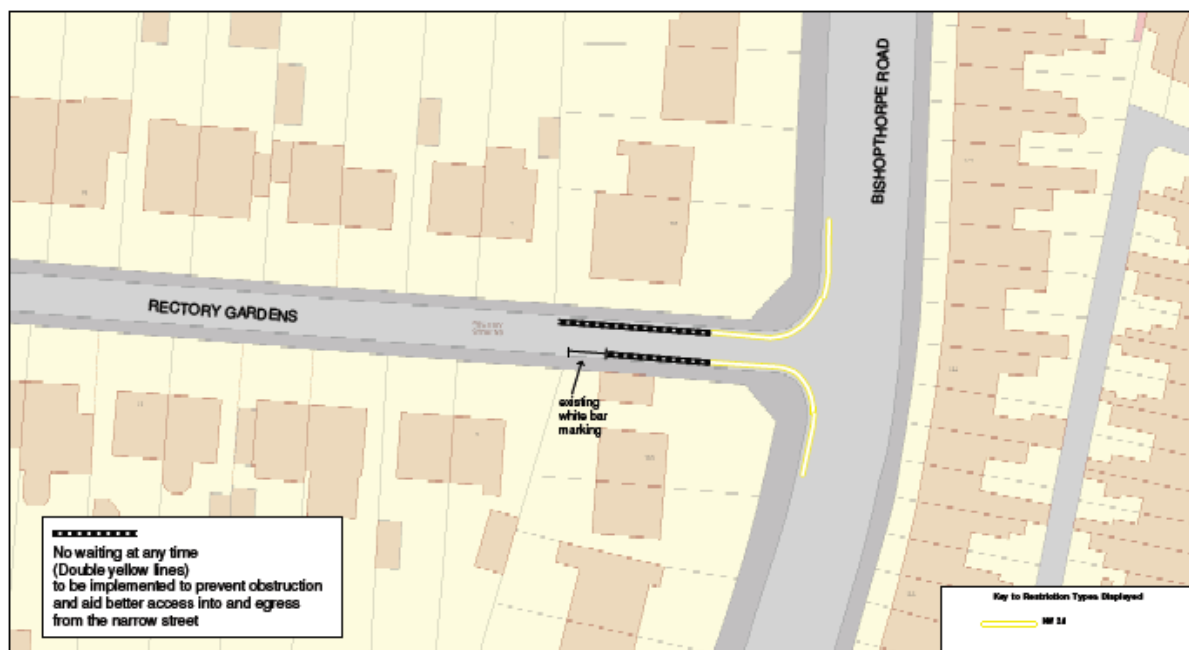 BISHOPTHORPE ROAD
RECTORY GARDENS
existing
white bar
marking
No waiting at any time
(Double yellow lines)
to be implemented to prevent obstruction
and aid better access into and egress
from the narrow street
Key to Restriction Types Displayed